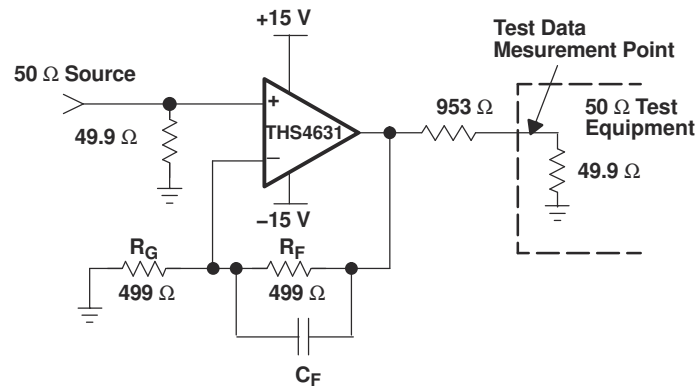 +15 V
Test Data
Mesurement Point
50 Ω Source
953 Ω
50 Ω Test
Equipment
+
THS4631
−
49.9 Ω
49.9 Ω
−15 V
RG
RF
499 Ω
499 Ω
CF